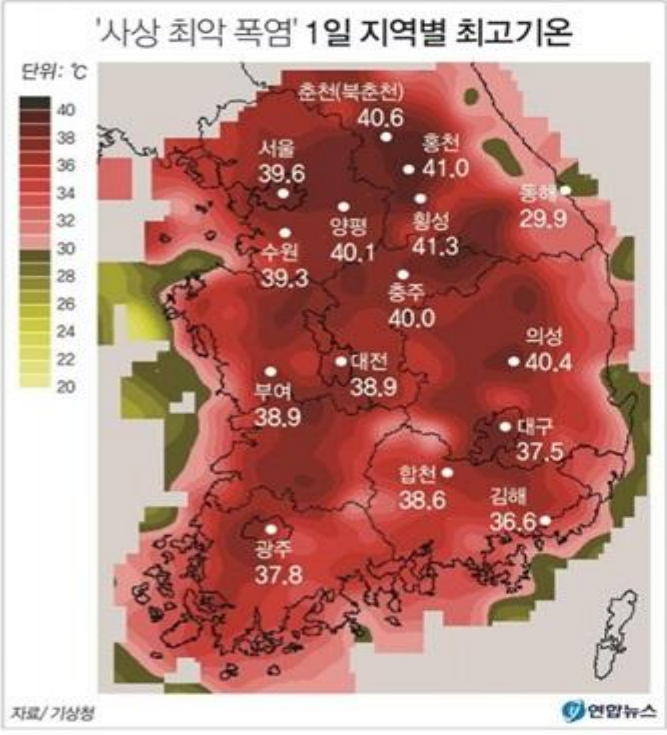 '사상 최악 폭염' 1일 지역별 최고기온
단위: ℃
40
38
36
34
32
30
28
26
24
22
20
춘천(북춘천)
40.6
홍천
41.0
서울
39.6
동해
29.9
양평
40.1
횡성
41.3
수원
39.3
충주
40.0
의성
40.4
대전
38.9
부여
38.9
대구
37.5
합천
38.6
김해
36.6
광주
37.8
자료/ 기상청
연합뉴스